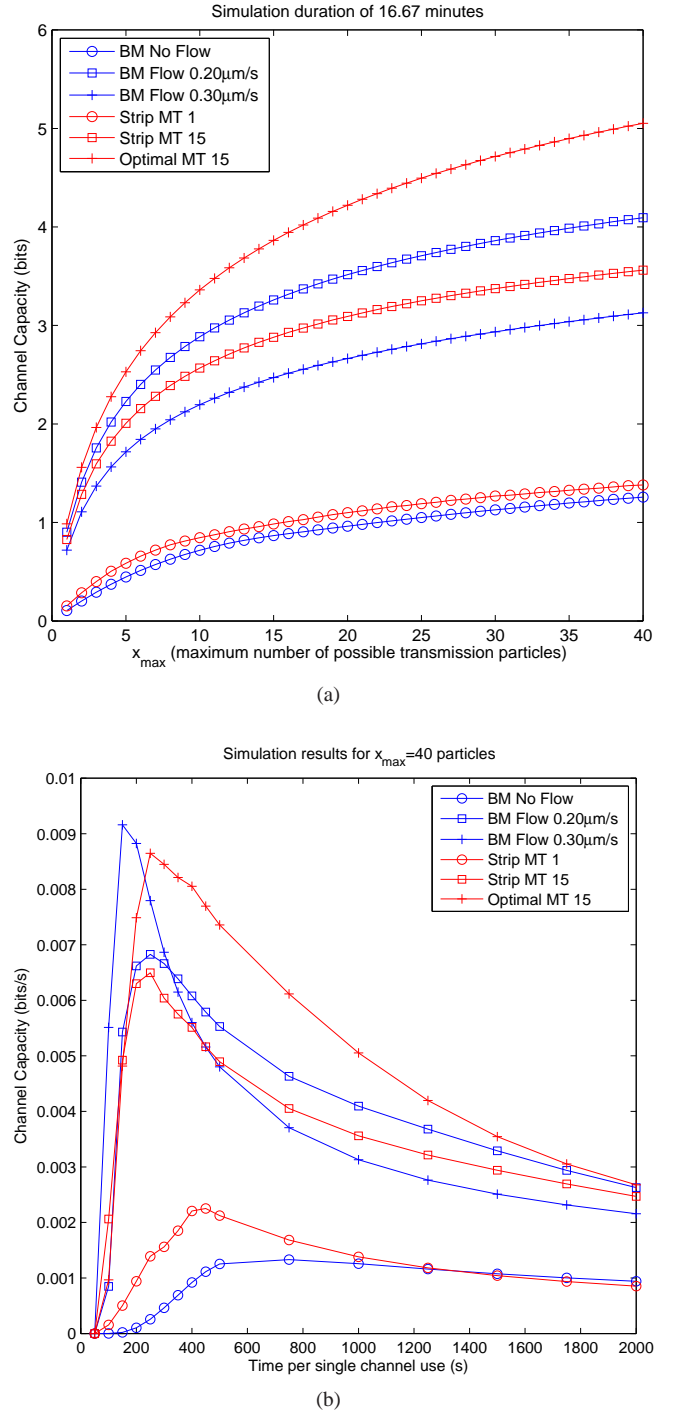 Simulation duration of 16.67 minutes
6
5
4
3
2
1
0
Channel Capacity (bits)
BM No Flow
BM Flow 0.20μm/s
BM Flow 0.30μm/s
Strip MT 1
Strip MT 15
Optimal MT 15
0 5 10 15 20 25 30 35 40
x_max (maximum number of possible transmission particles)
(a)
Simulation results for x_max=40 particles
0.01
0.009
0.008
0.007
0.006
0.005
0.004
0.003
0.002
0.001
0
Channel Capacity (bits/s)
BM No Flow
BM Flow 0.20μm/s
BM Flow 0.30μm/s
Strip MT 1
Strip MT 15
Optimal MT 15
0 200 400 600 800 1000 1200 1400 1600 1800 2000
Time per single channel use (s)
(b)